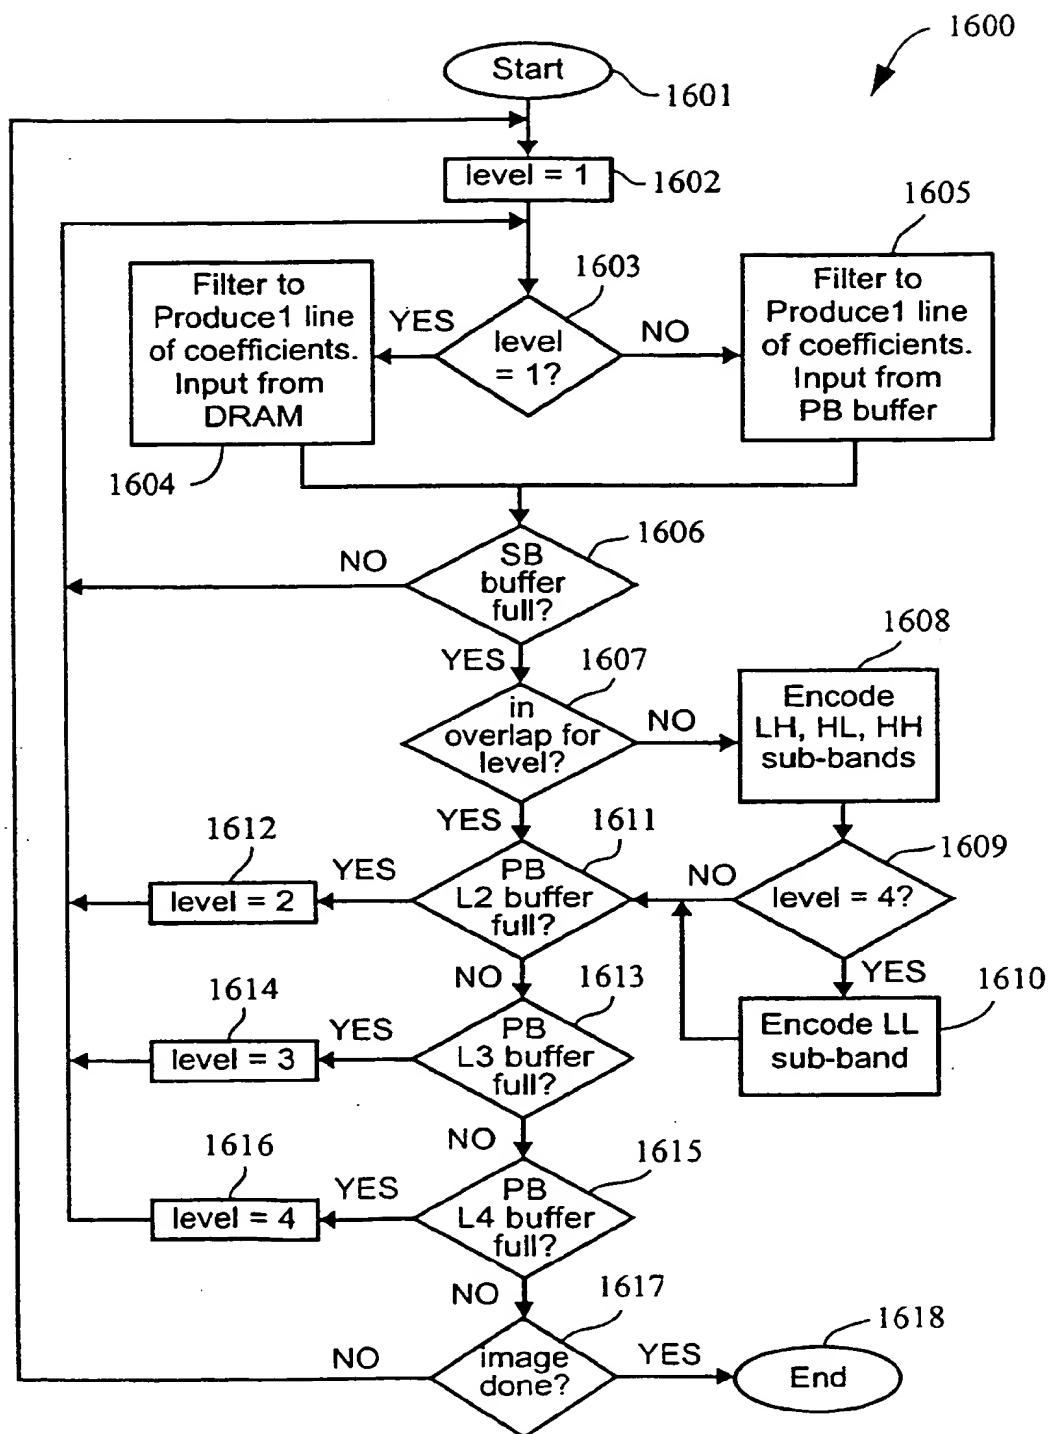 1600
Start
1601
level = 1
1602
1605
1603
Filter to
Produce1 line
of coefficients.
Input from
DRAM
YES
level
= 1?
NO
Filter to
Produce1 line
of coefficients.
Input from
PB buffer
1604
1606
NO
SB
buffer
full?
1608
YES
1607
in
overlap for
level?
NO
Encode
LH, HL, HH
sub-bands
1612
YES
1611
1609
YES
PB
L2 buffer
full?
NO
level = 4?
level = 2
1614
NO
1613
YES
1610
YES
PB
L3 buffer
full?
Encode LL
sub-band
level = 3
1616
NO
1615
YES
PB
L4 buffer
full?
level = 4
NO
1617
1618
NO
image
done?
YES
End